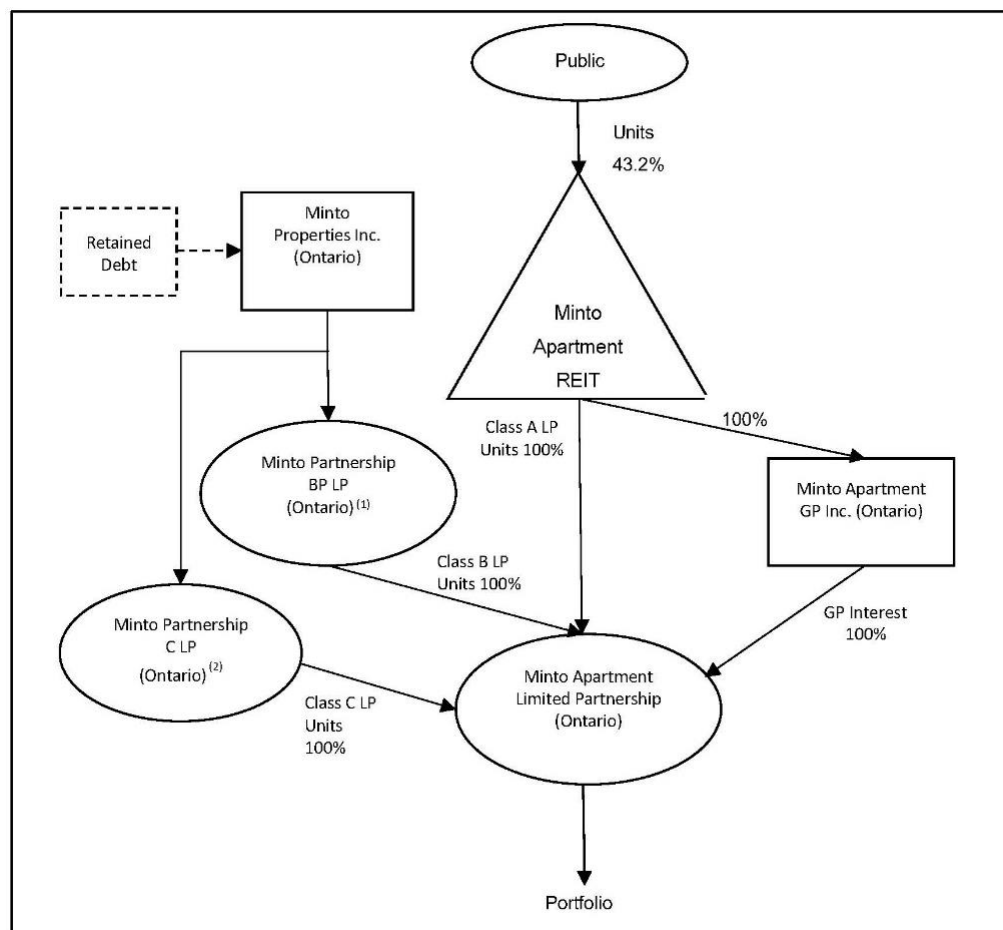 Public
Units
43.2%
Minto
Properties Inc.
(Ontario)
Retained
Debt
Minto
Apartment
REIT
Class A LP
Units 100%
100%
Minto Partnership
BP LP
(Ontario) (1)
Minto Apartment
GP Inc. (Ontario)
Class B LP
Units 100%
GP Interest
100%
Minto Partnership
C LP
(Ontario) (2)
Minto Apartment
Limited Partnership
(Ontario)
Class C LP
Units
100%
Portfolio